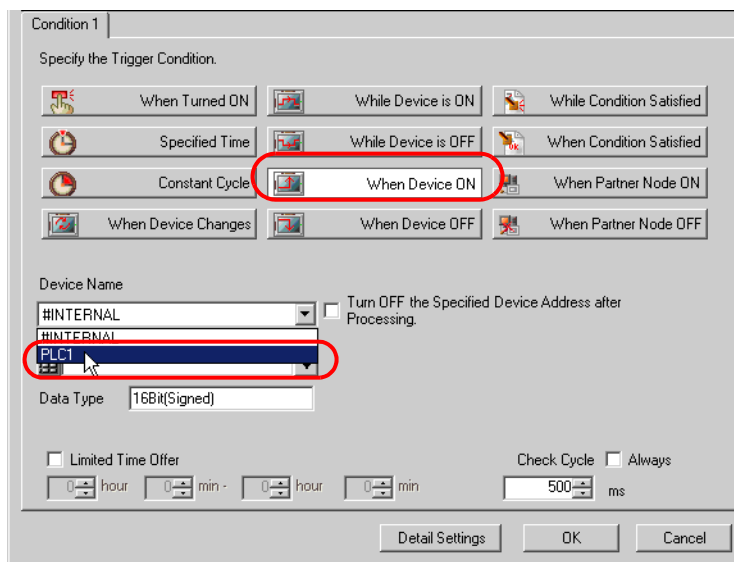 Condition 1
Specify the Trigger Condition.
When Turned ON
While Device is ON
While Condition Satisfied
Specified Time
While Device is OFF
When Condition Satisfied
Constant Cycle
When Device ON
When Partner Node ON
When Device Changes
When Device OFF
When Partner Node OFF
Device Name
#INTERNAL
Turn OFF the Specified Device Address after
Processing.
#INTERNAL
PLC1
Data Type 16Bit(Signed)
Limited Time Offer
Check Cycle Always
0 hour 0 min - 0 hour 0 min
500 ms
Detail Settings OK Cancel